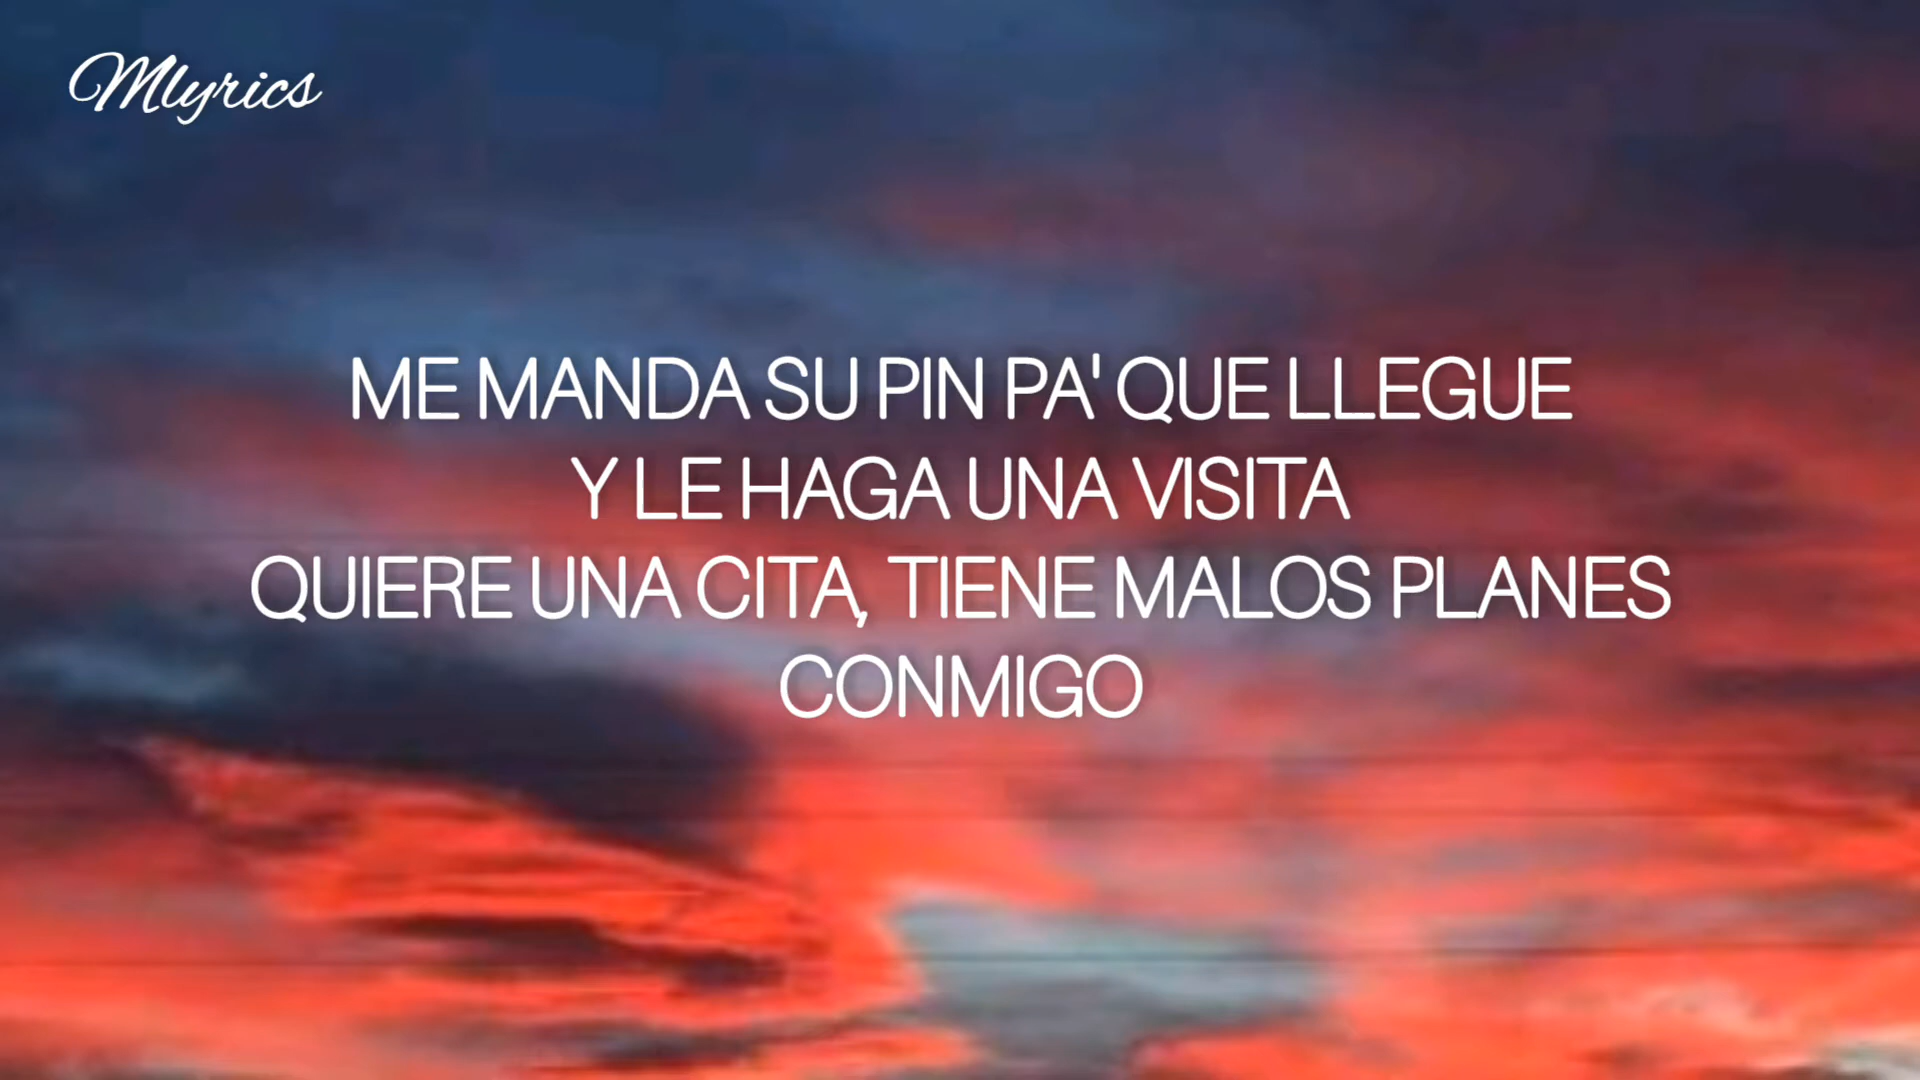 Mlyrics
ME MANDA SU PIN PA' QUE LLEGUE
Y LE HAGA UNA VISITA
QUIERE UNA CITA, TIENE MALOS PLANES
CONMIGO